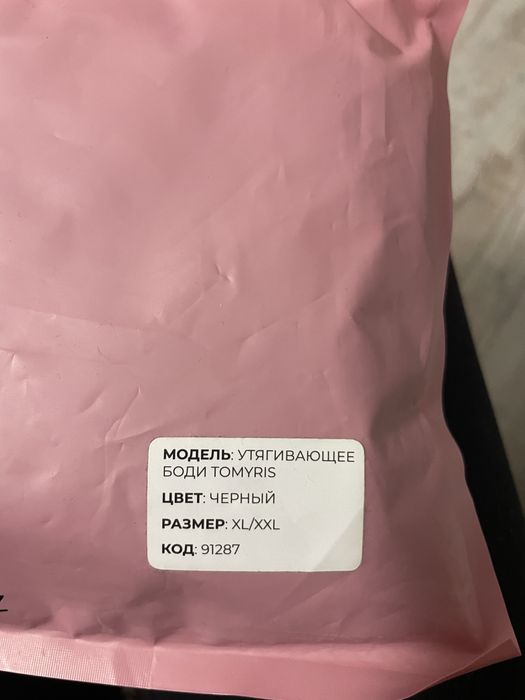 МОДЕЛЬ: УТЯГИВАЮЩЕЕ
БОДИ TOMYRIS
ЦВЕТ: ЧЕРНЫЙ
РАЗМЕР: XL/XXL
КОД: 91287